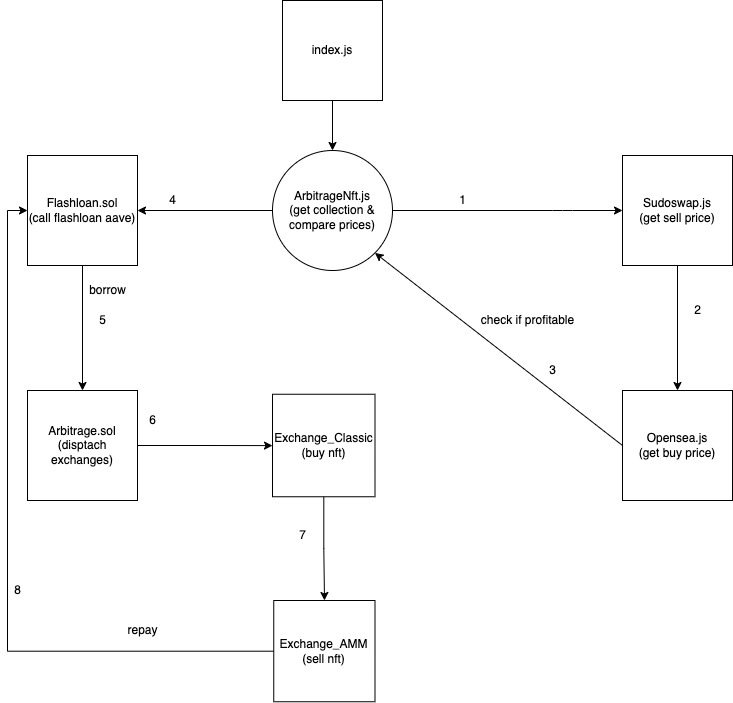 index.js
ArbitrageNft.js
(get collection &
compare prices)
Flashloan.sol
(call flashloan aave)
4
1
Sudoswap.js
(get sell price)
borrow
5
2
check if profitable
3
Arbitrage.sol
(disptach
exchanges)
6
Exchange_Classic
(buy nft)
Opensea.js
(get buy price)
7
8
repay
Exchange_AMM
(sell nft)